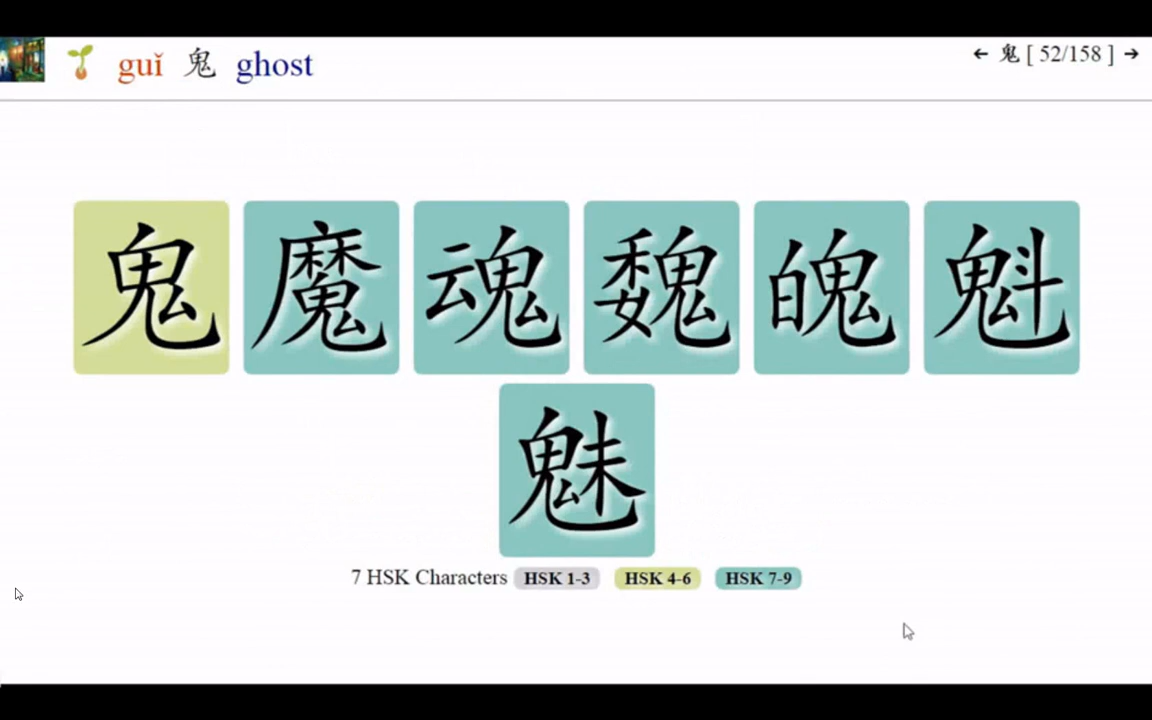 guǐ 鬼 ghost
← 鬼 [ 52/158 ] →
鬼 魔 魂 魏 魄 魁
魅
7 HSK Characters HSK 1-3 HSK 4-6 HSK 7-9